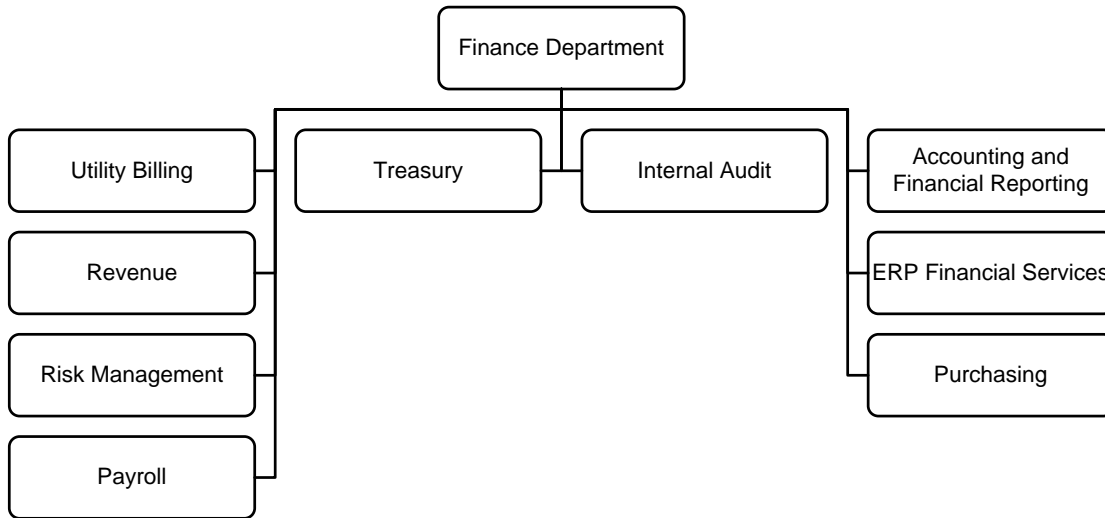 Finance Department
Utility Billing
Treasury
Internal Audit
Accounting and
Financial Reporting
Revenue
ERP Financial Services
Risk Management
Purchasing
Payroll